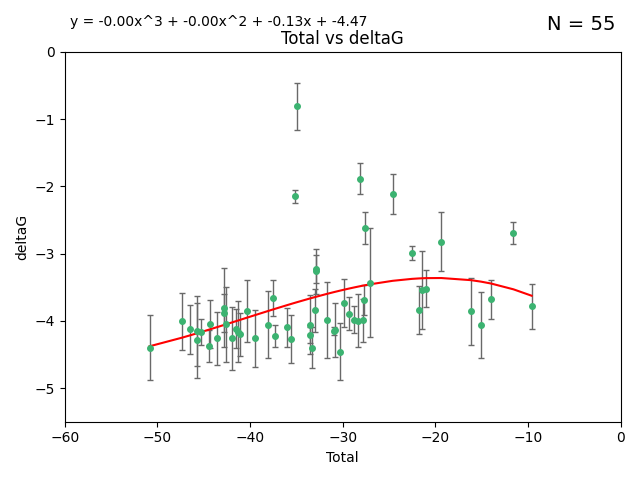 y = -0.00x^3 + -0.00x^2 + -0.13x + -4.47
N = 55
Total vs deltaG
0
−1
−2
−3
−4
−5
deltaG
−60 −50 −40 −30 −20 −10 0
Total